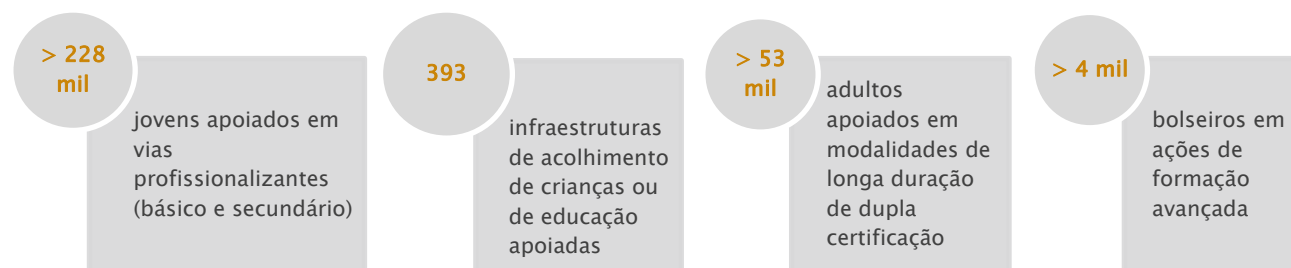 > 228
mil
jovens apoiados em
vias
profissionalizantes
(básico e secundário)
393
infraestruturas
de acolhimento
de crianças ou
de educação
apoiadas
> 53
mil
adultos
apoiados em
modalidades de
longa duração
de dupla
certificação
> 4 mil
bolseiros em
ações de
formação
avançada